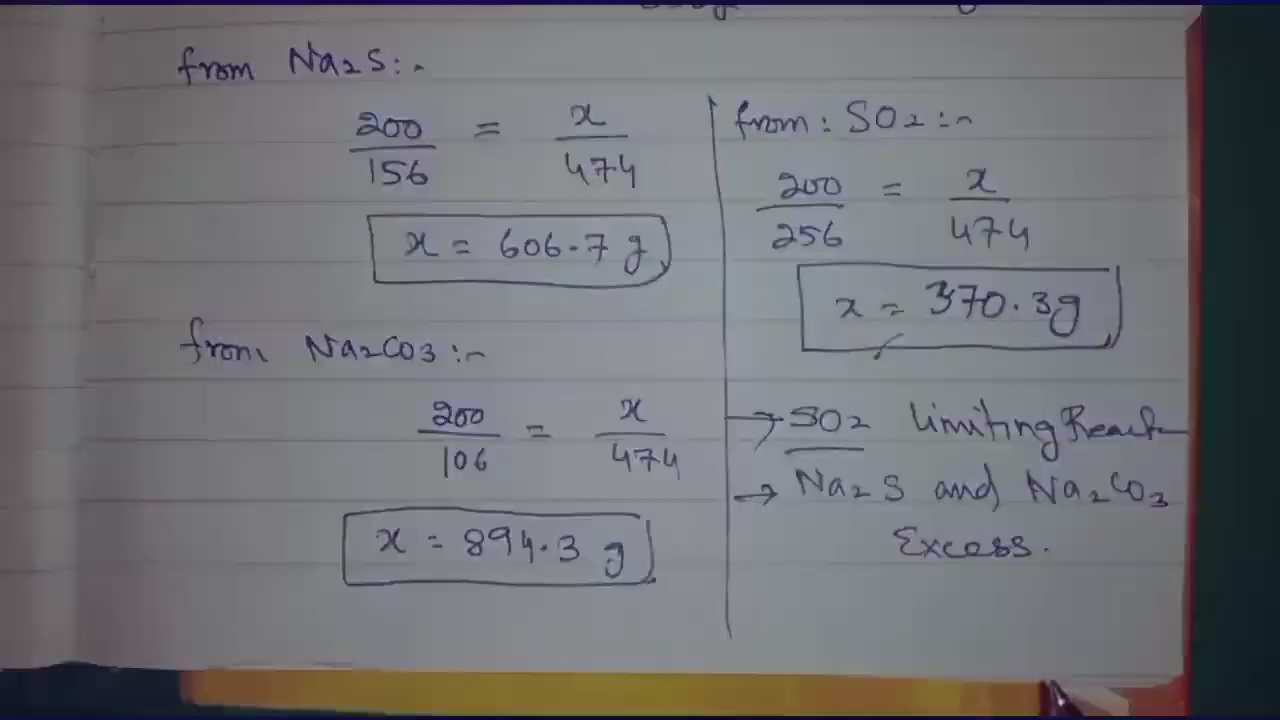 from Na2S:-
200/156 = x/474
x = 606.7 g
from Na2CO3 :-
200/106 = x/474
x = 894.3 g
from: SO2 :-
200/256 = x/474
x = 370.3g
→ SO2 limiting
→ Na2S and Na2CO3
Excess.